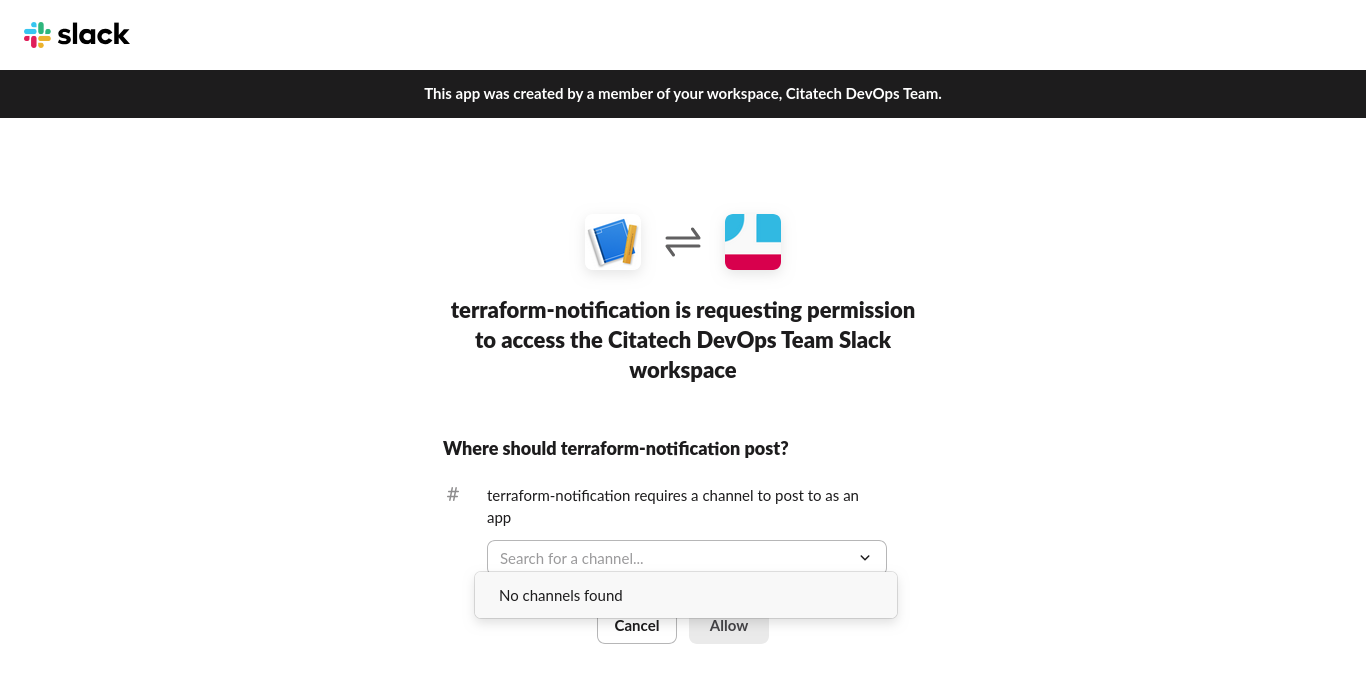 slack
This app was created by a member of your workspace, Citatech DevOps Team.
terraform-notification is requesting permission
to access the Citatech DevOps Team Slack
workspace
Where should terraform-notification post?
# terraform-notification requires a channel to post to as an
app
Search for a channel...
No channels found
Cancel Allow